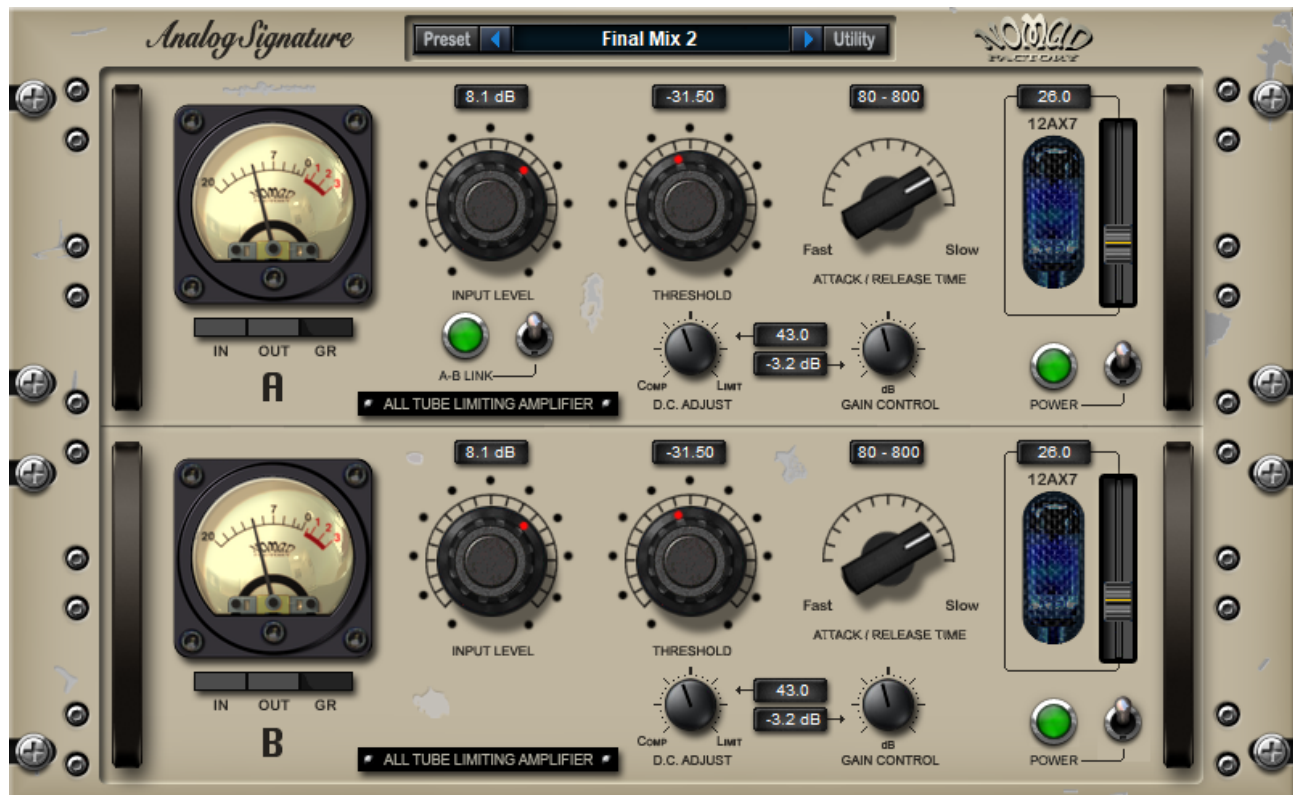 Analog Signature
Preset Final Mix 2 Utility
NOMAD
FACTORY
8.1 dB -31.50 80 - 800 26.0
12AX7
20 7 0 1 2 3
NOMAD
Fast Slow
INPUT LEVEL THRESHOLD ATTACK / RELEASE TIME
IN OUT GR
43.0
-3.2 dB
A-B LINK COMP LIMIT dB
A D.C. ADJUST GAIN CONTROL POWER
ALL TUBE LIMITING AMPLIFIER
8.1 dB -31.50 80 - 800 26.0
12AX7
20 7 0 1 2 3
NOMAD
Fast Slow
INPUT LEVEL THRESHOLD ATTACK / RELEASE TIME
IN OUT GR
43.0
-3.2 dB
COMP LIMIT dB
B D.C. ADJUST GAIN CONTROL POWER
ALL TUBE LIMITING AMPLIFIER